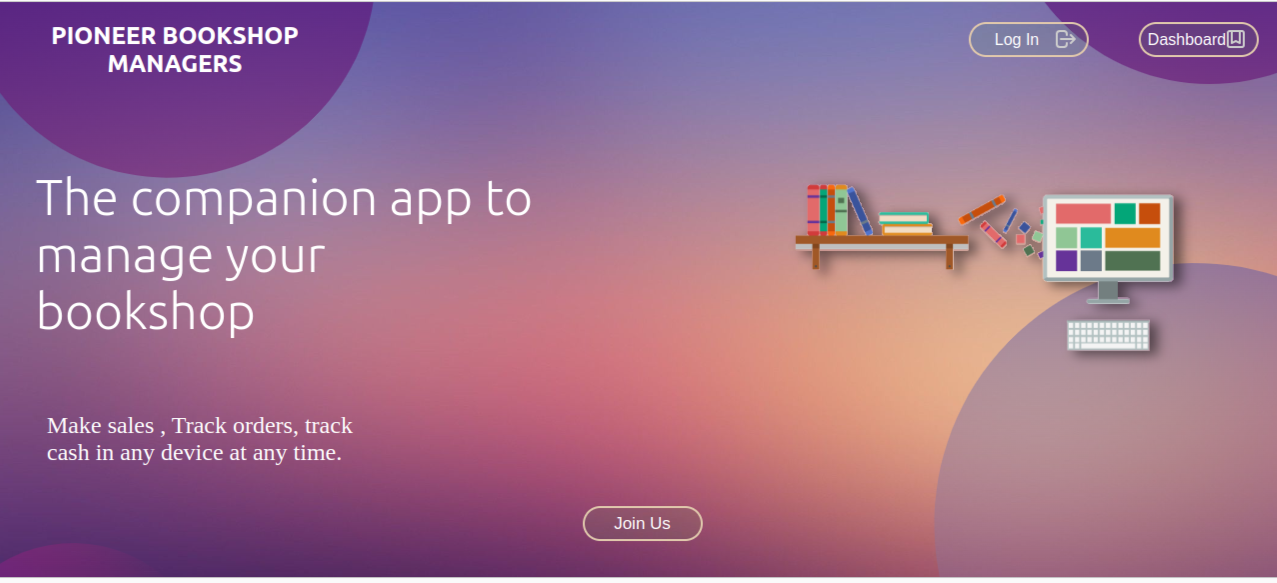 PIONEER BOOKSHOP
MANAGERS
Log In
Dashboard
The companion app to
manage your
bookshop
Make sales , Track orders, track
cash in any device at any time.
Join Us